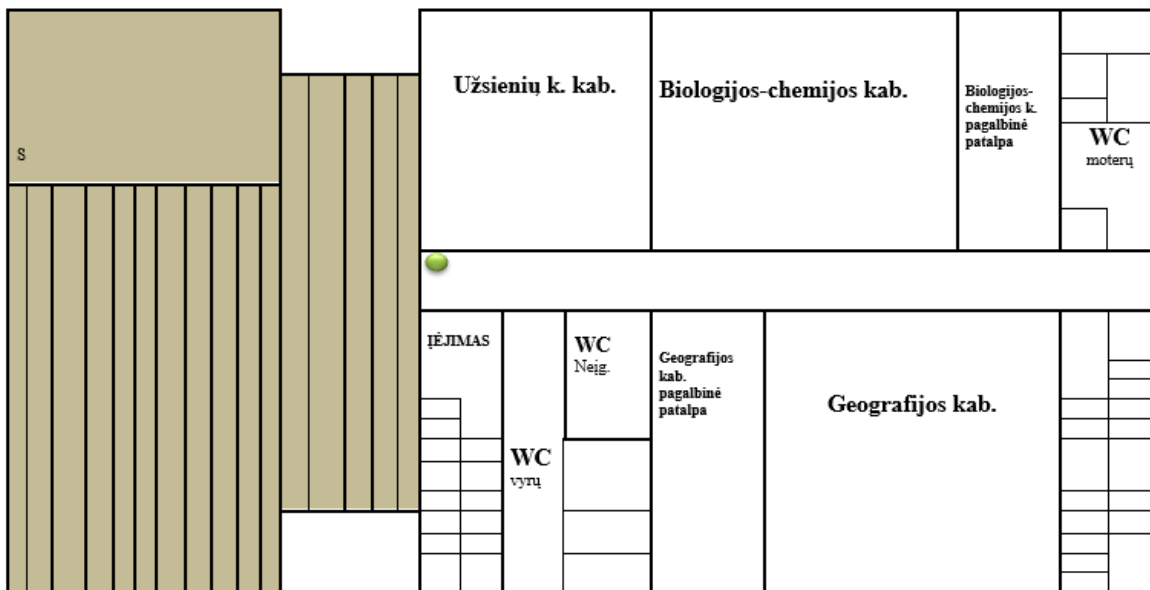 S
Užsienių k. kab.
Biologijos-chemijos kab.
Biologijos-
chemijos k.
pagalbinė
patalpa
WC
moterų
ĮĖJIMAS
WC
vyrų
WC
Neįg.
Geografijos
kab.
pagalbinė
patalpa
Geografijos kab.